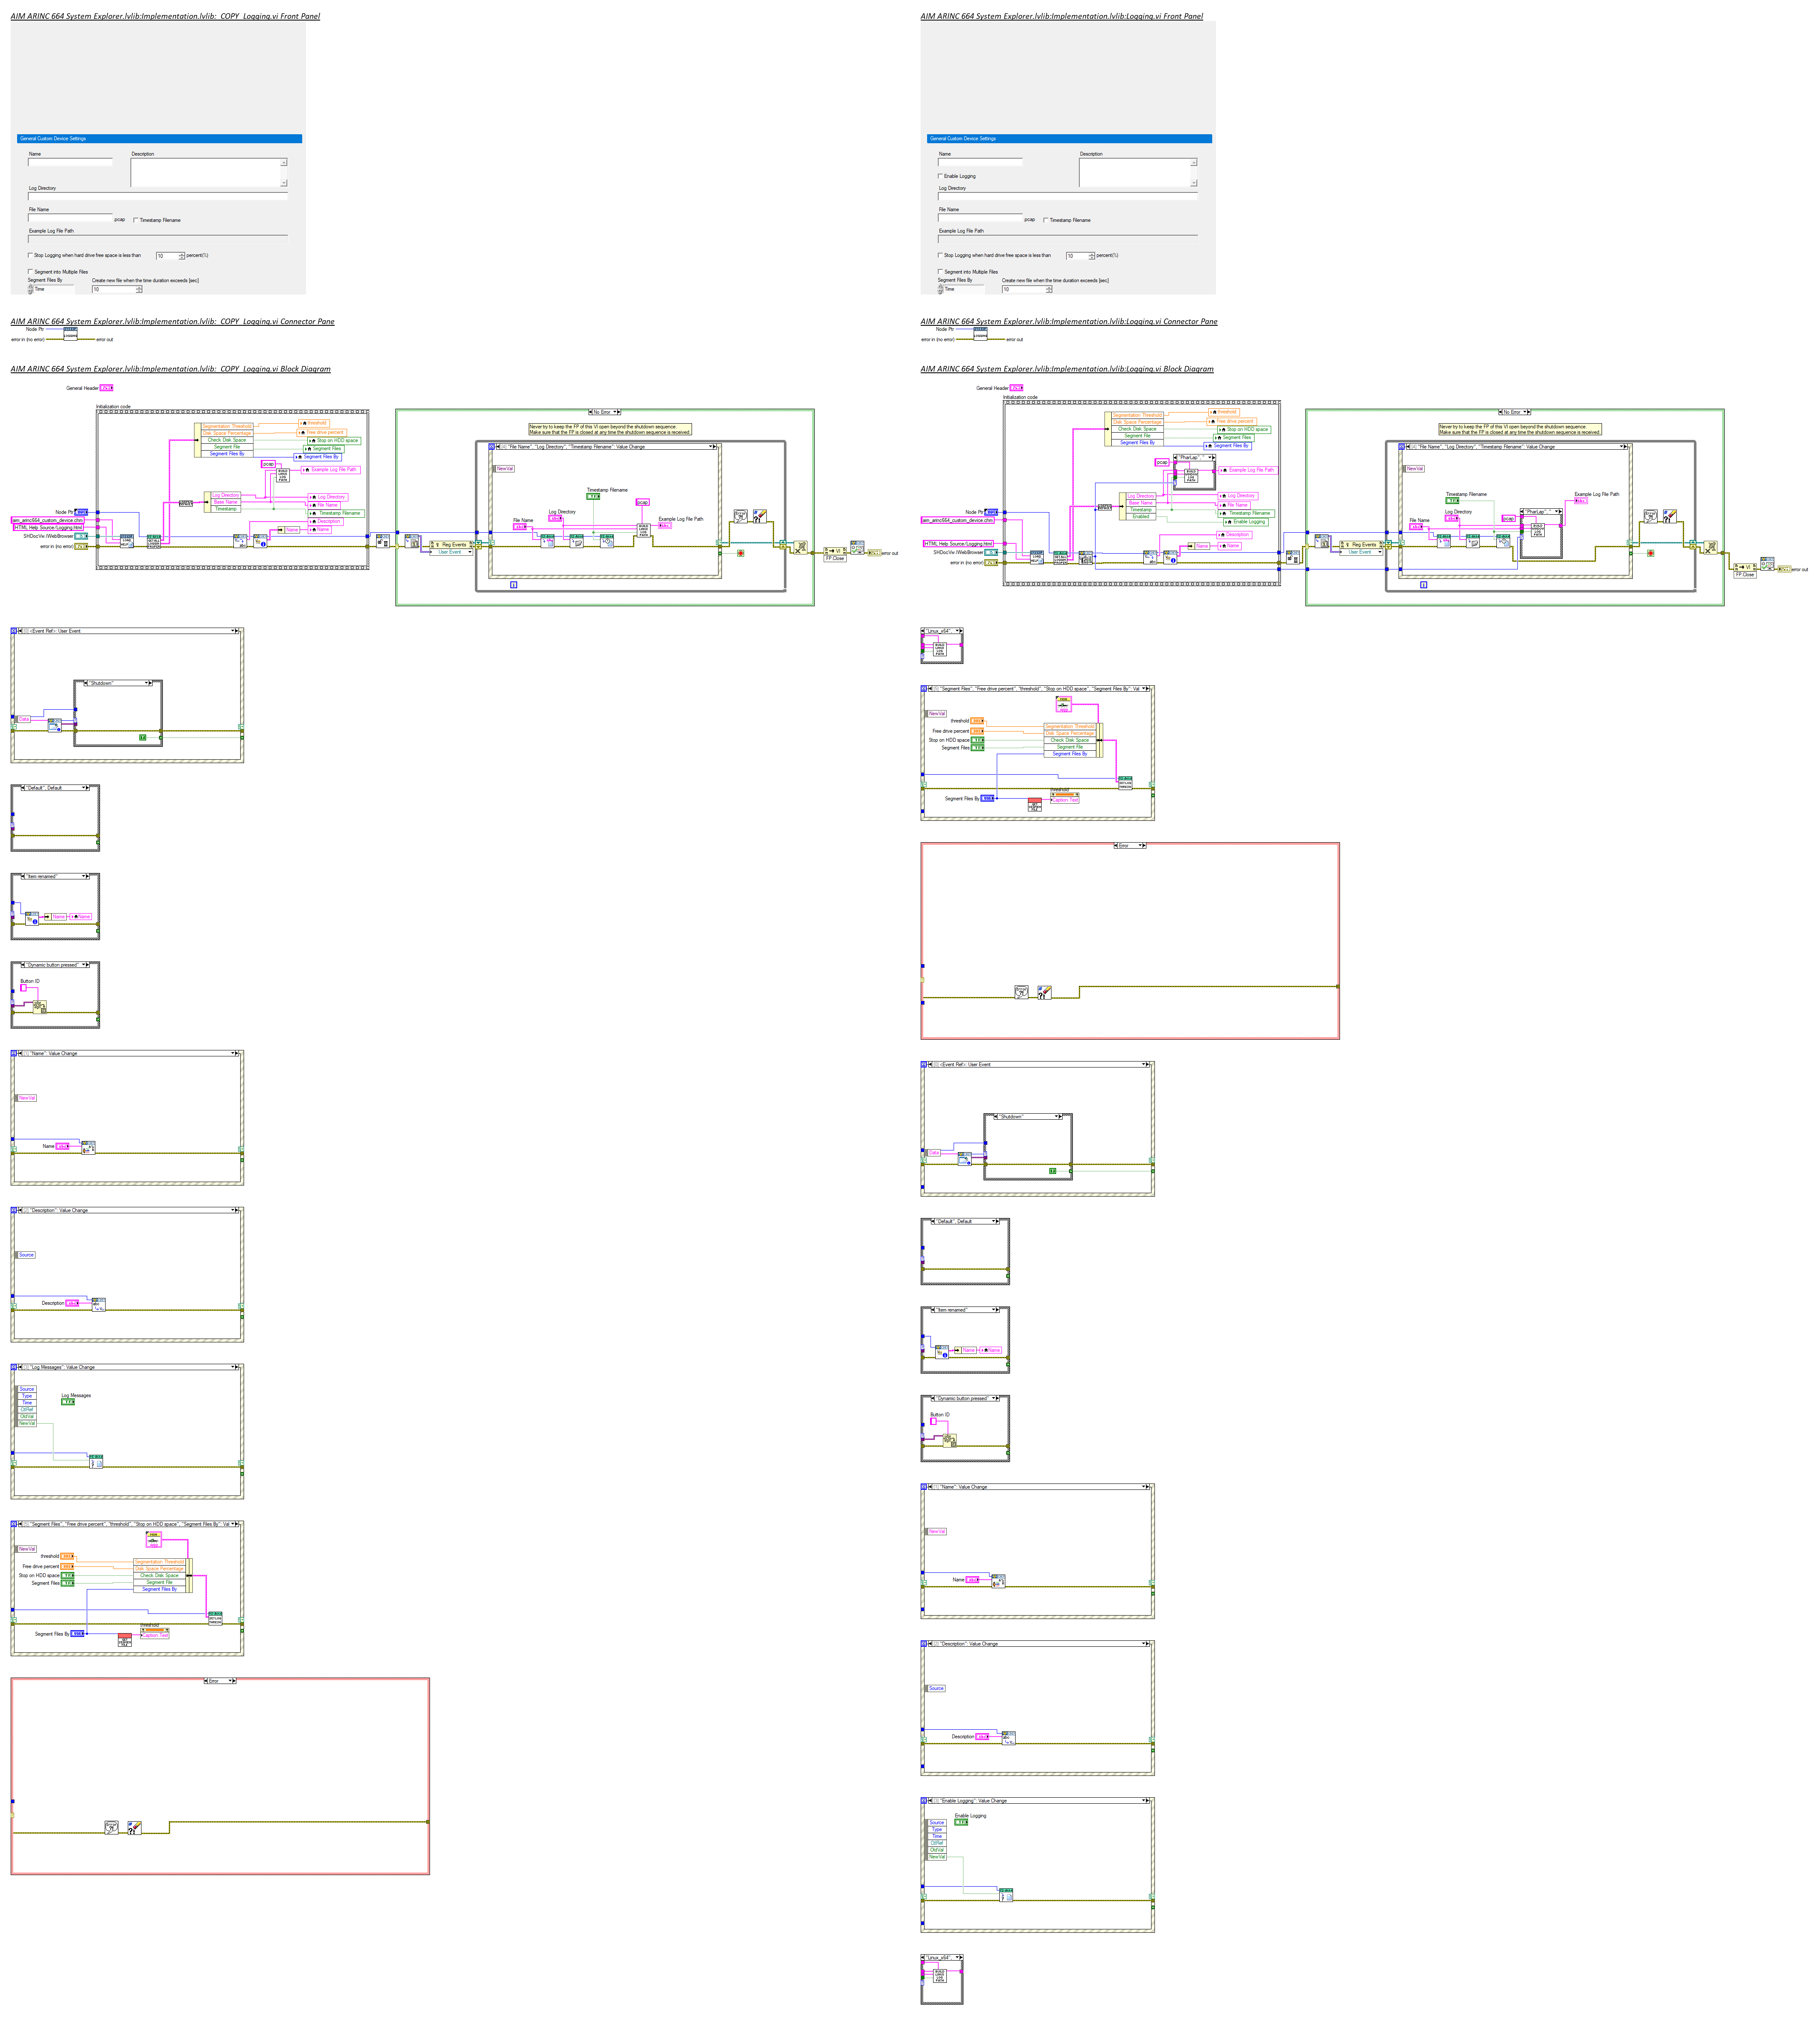 AIM ARINC 664 System Explorer.lvlib:Implementation.lvlib:_COPY_Logging.vi Front Panel
General Custom Device Settings
Name
Description
Log Directory
File Name
pcap
Timestamp Filename
Example Log File Path
Stop Logging when hard drive free space is less than
10
percent(%)
Segment into Multiple Files
Segment Files By
Create new file when the time duration exceeds [sec]
Time
10
AIM ARINC 664 System Explorer.lvlib:Implementation.lvlib:_COPY_Logging.vi Connector Pane
Node Ptr
error in (no error)
error out
AIM ARINC 664 System Explorer.lvlib:Implementation.lvlib:_COPY_Logging.vi Block Diagram
General Header
Initialization code
Segmentation Threshold
Disk Space Percentage
Check Disk Space
Segment File
Segment Files By
threshold
Free drive percent
Stop on HDD space
Segment Files
Segment Files By
pcap
Example Log File Path
Log Directory
Base Name
Timestamp
Log Directory
File Name
Timestamp Filename
Description
Name
Name
Node Ptr
aim_arinc664_custom_device.chm
HTML Help Source/Logging.html
SHDocVw.IWebBrowser
error in (no error)
No Error
Never try to keep the FP of this VI open beyond the shutdown sequence.
Make sure that the FP is closed at any time the shutdown sequence is received.
[4] "File Name", "Log Directory", "Timestamp Filename": Value Change
NewVal
Timestamp Filename
pcap
Log Directory
File Name
Example Log File Path
Reg Events
User Event
VI
FP.Close
error out
[0] <Event Ref>: User Event
"Shutdown"
Data
"Default", Default
"Item renamed"
Name
Name
"Dynamic button pressed"
Button ID
[1] "Name": Value Change
NewVal
Name
[2] "Description": Value Change
Source
Description
[3] "Log Messages": Value Change
Source
Type
Time
CtlRef
OldVal
NewVal
Log Messages
[5] "Segment Files", "Free drive percent", "threshold", "Stop on HDD space", "Segment Files By": Val
NewVal
threshold
Free drive percent
Stop on HDD space
Segment Files
Segmentation Threshold
Disk Space Percentage
Check Disk Space
Segment File
Segment Files By
Segment Files By
threshold
Caption.Text
Error
AIM ARINC 664 System Explorer.lvlib:Implementation.lvlib:Logging.vi Front Panel
General Custom Device Settings
Name
Description
Enable Logging
Log Directory
File Name
pcap
Timestamp Filename
Example Log File Path
Stop Logging when hard drive free space is less than
10
percent(%)
Segment into Multiple Files
Segment Files By
Create new file when the time duration exceeds [sec]
Time
10
AIM ARINC 664 System Explorer.lvlib:Implementation.lvlib:Logging.vi Connector Pane
Node Ptr
error in (no error)
error out
AIM ARINC 664 System Explorer.lvlib:Implementation.lvlib:Logging.vi Block Diagram
General Header
Initialization code
Segmentation Threshold
Disk Space Percentage
Check Disk Space
Segment File
Segment Files By
threshold
Free drive percent
Stop on HDD space
Segment Files
Segment Files By
"PharLap", "
pcap
Example Log File Path
Log Directory
Base Name
Timestamp
Enabled
Log Directory
File Name
Timestamp Filename
Enable Logging
Description
Name
Name
Node Ptr
aim_arinc664_custom_device.chm
HTML Help Source/Logging.html
SHDocVw.IWebBrowser
error in (no error)
No Error
Never try to keep the FP of this VI open beyond the shutdown sequence.
Make sure that the FP is closed at any time the shutdown sequence is received.
[4] "File Name", "Log Directory", "Timestamp Filename": Value Change
NewVal
Timestamp Filename
Log Directory
File Name
pcap
"PharLap", "
Example Log File Path
Reg Events
User Event
VI
FP.Close
error out
"Linux_x64",
[5] "Segment Files", "Free drive percent", "threshold", "Stop on HDD space", "Segment Files By": Val
NewVal
threshold
Free drive percent
Stop on HDD space
Segment Files
Segmentation Threshold
Disk Space Percentage
Check Disk Space
Segment File
Segment Files By
Segment Files By
threshold
Caption.Text
Error
[0] <Event Ref>: User Event
"Shutdown"
Data
"Default", Default
"Item renamed"
Name
Name
"Dynamic button pressed"
Button ID
[1] "Name": Value Change
NewVal
Name
[2] "Description": Value Change
Source
Description
[3] "Enable Logging": Value Change
Source
Type
Time
CtlRef
OldVal
NewVal
Enable Logging
"Linux_x64",